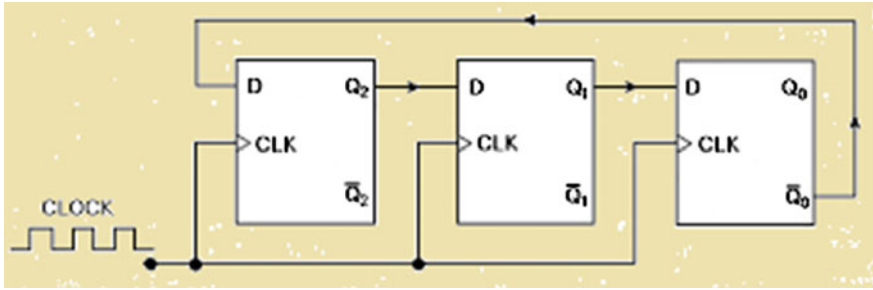 D Q₂ D Q₁ D Q₀
CLK CLK CLK
Q̅₂ Q̅₁ Q̅₀
CLOCK